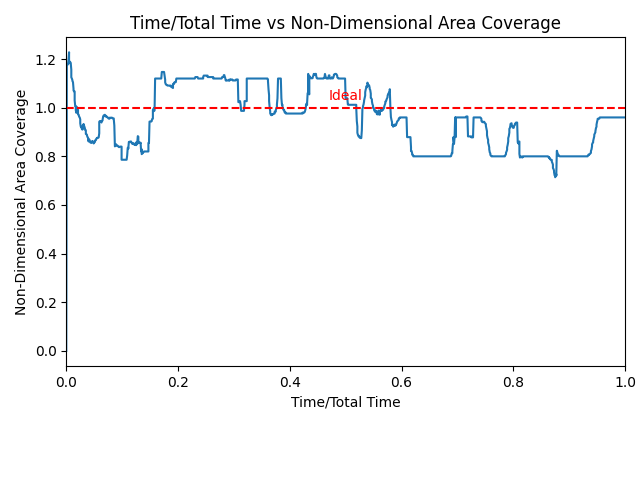 Time/Total Time vs Non-Dimensional Area Coverage
Non-Dimensional Area Coverage
1.2
1.0
0.8
0.6
0.4
0.2
0.0
Ideal
0.0 0.2 0.4 0.6 0.8 1.0
Time/Total Time